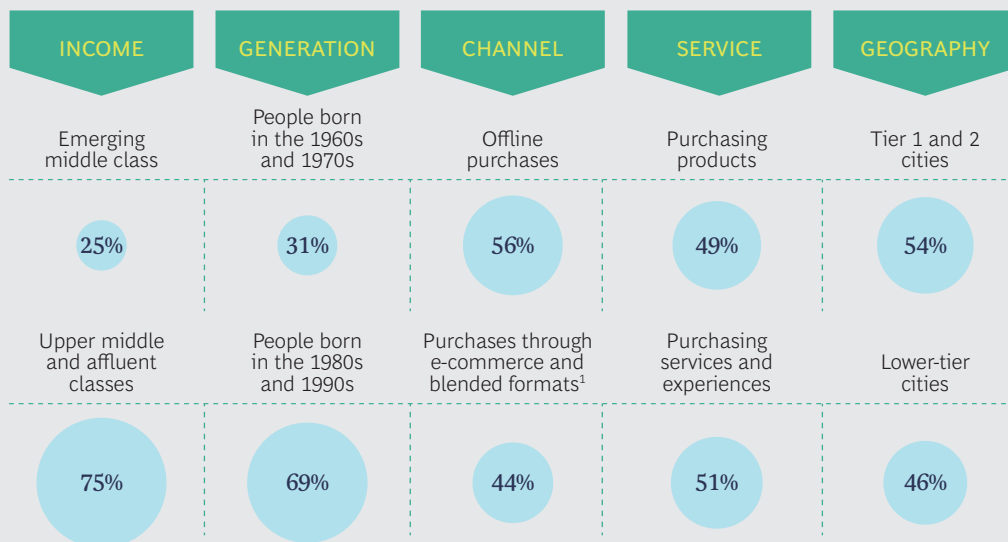 INCOME
GENERATION
CHANNEL
SERVICE
GEOGRAPHY
Emerging
middle class
People born
in the 1960s
and 1970s
Offline
purchases
Purchasing
products
Tier 1 and 2
cities
25%
31%
56%
49%
54%
Upper middle
and affluent
classes
People born
in the 1980s
and 1990s
Purchases through
e-commerce and
blended formats¹
Purchasing
services and
experiences
Lower-tier
cities
75%
69%
44%
51%
46%